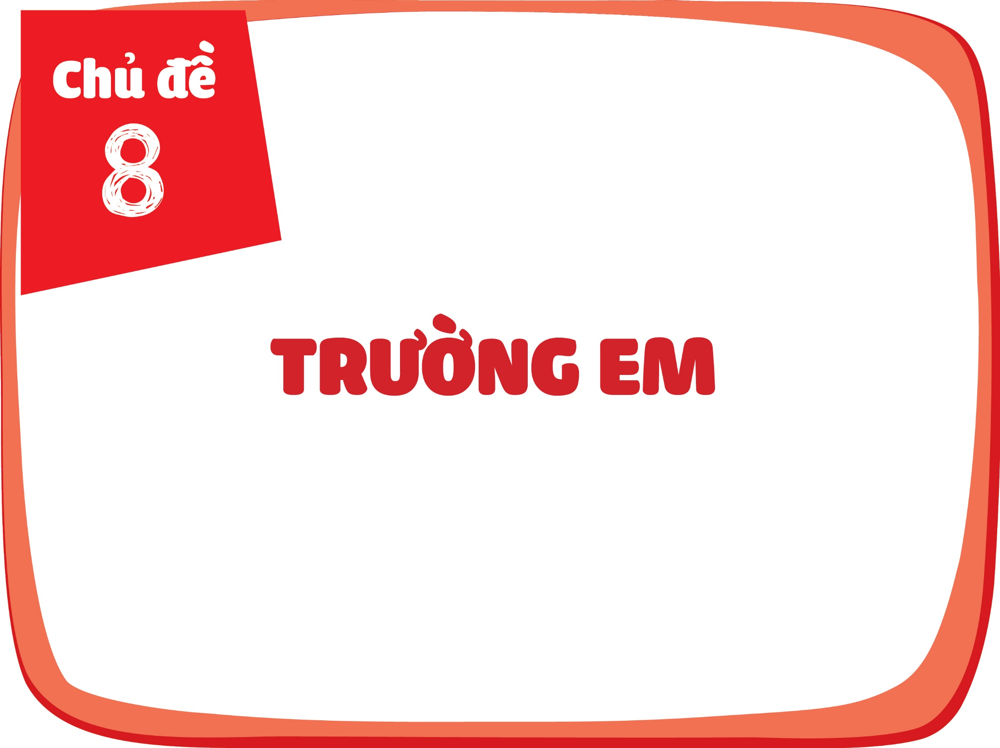 Chủ đề
8
TRƯỜNG EM